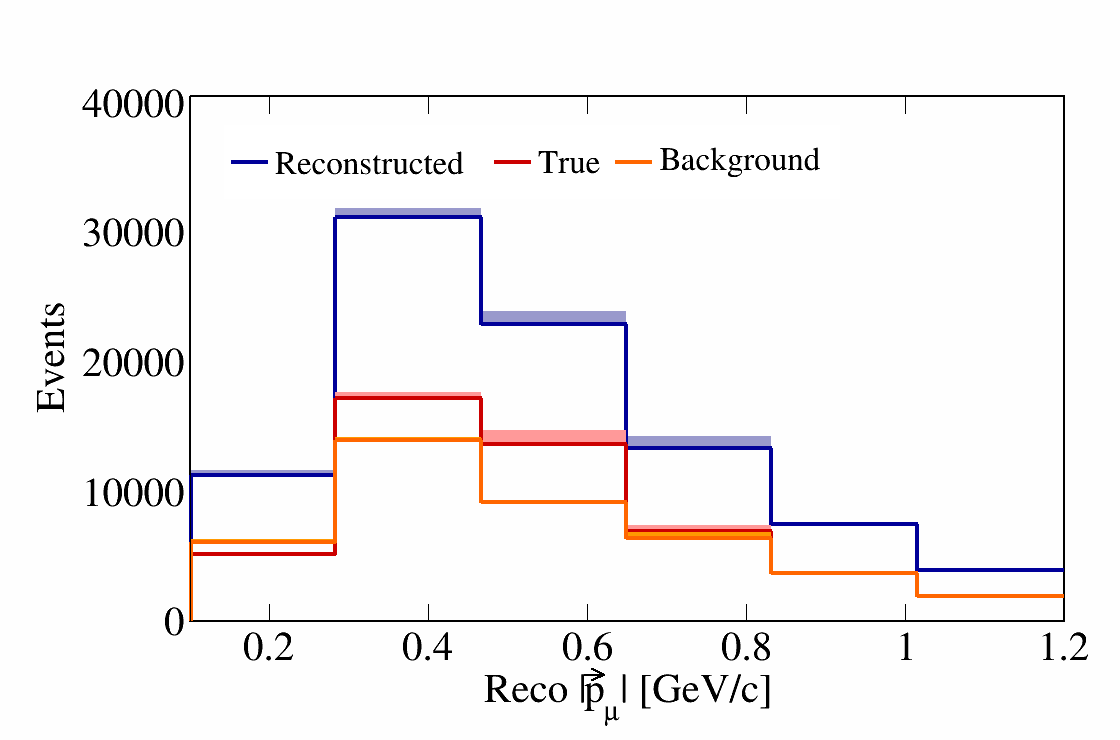 40000
Reconstructed True Background
30000
20000
10000
0
Events
0.2 0.4 0.6 0.8 1 1.2
Reco |p⃗μ| [GeV/c]